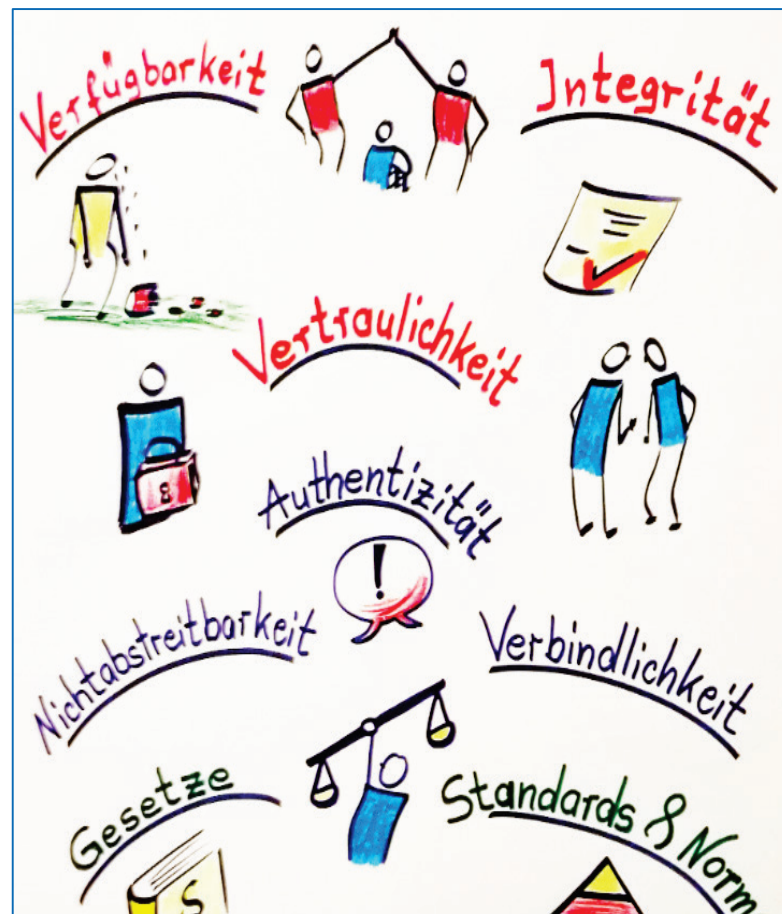 Verfügbarkeit
Integrität
Vertraulichkeit
Authentizität
!
Nichtabstreitbarkeit
Verbindlichkeit
Gesetze
Standards & Norm
S